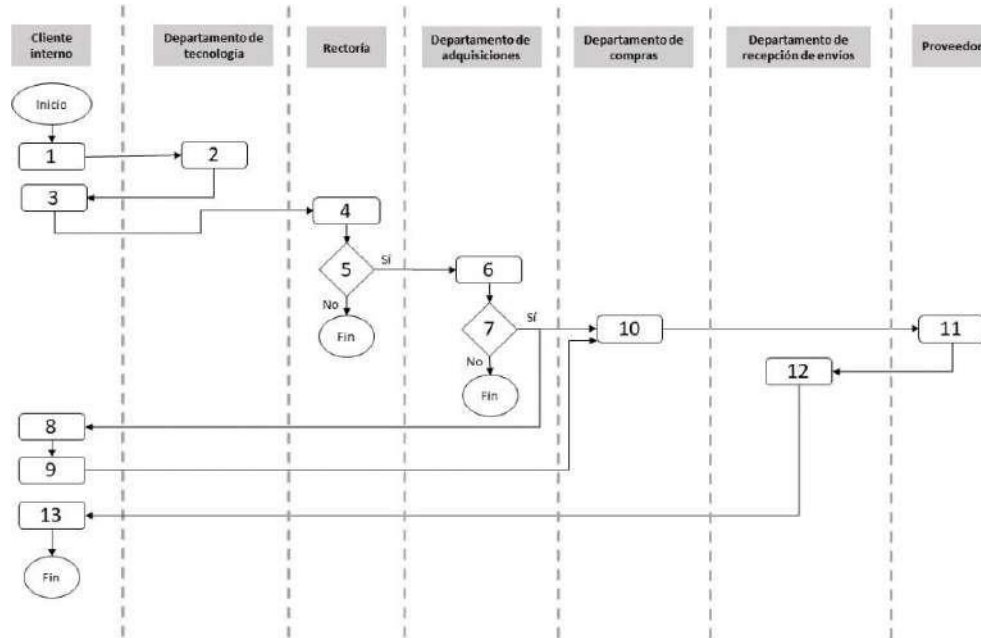 Cliente
interno
Departamento de
tecnología
Rectoría
Departamento de
adquisiciones
Departamento de
compras
Departamento de
recepción de envíos
Proveedor
Inicio
1
2
3
4
5
Sí
6
No
7
Sí
10
11
Fin
No
12
Fin
8
9
13
Fin